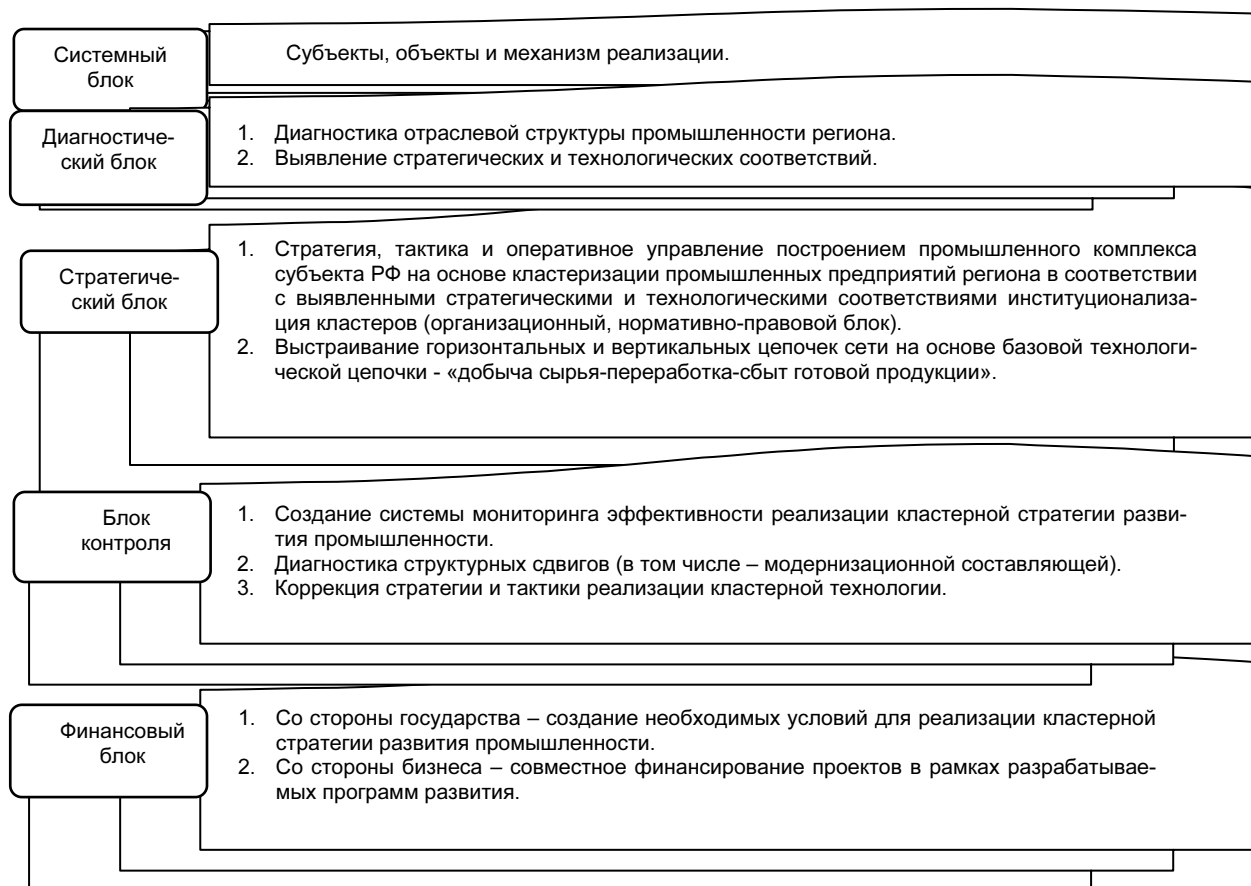 Системный
блок
Субъекты, объекты и механизм реализации.
Диагностиче-
ский блок
1. Диагностика отраслевой структуры промышленности региона.
2. Выявление стратегических и технологических соответствий.
Стратегиче-
ский блок
1. Стратегия, тактика и оперативное управление построением промышленного комплекса
субъекта РФ на основе кластеризации промышленных предприятий региона в соответствии
с выявленными стратегическими и технологическими соответствиями институционализа-
ция кластеров (организационный, нормативно-правовой блок).
2. Выстраивание горизонтальных и вертикальных цепочек сети на основе базовой технологи-
ческой цепочки - «добыча сырья-переработка-сбыт готовой продукции».
Блок
контроля
1. Создание системы мониторинга эффективности реализации кластерной стратегии разви-
тия промышленности.
2. Диагностика структурных сдвигов (в том числе – модернизационной составляющей).
3. Коррекция стратегии и тактики реализации кластерной технологии.
Финансовый
блок
1. Со стороны государства – создание необходимых условий для реализации кластерной
стратегии развития промышленности.
2. Со стороны бизнеса – совместное финансирование проектов в рамках разрабатывае-
мых программ развития.